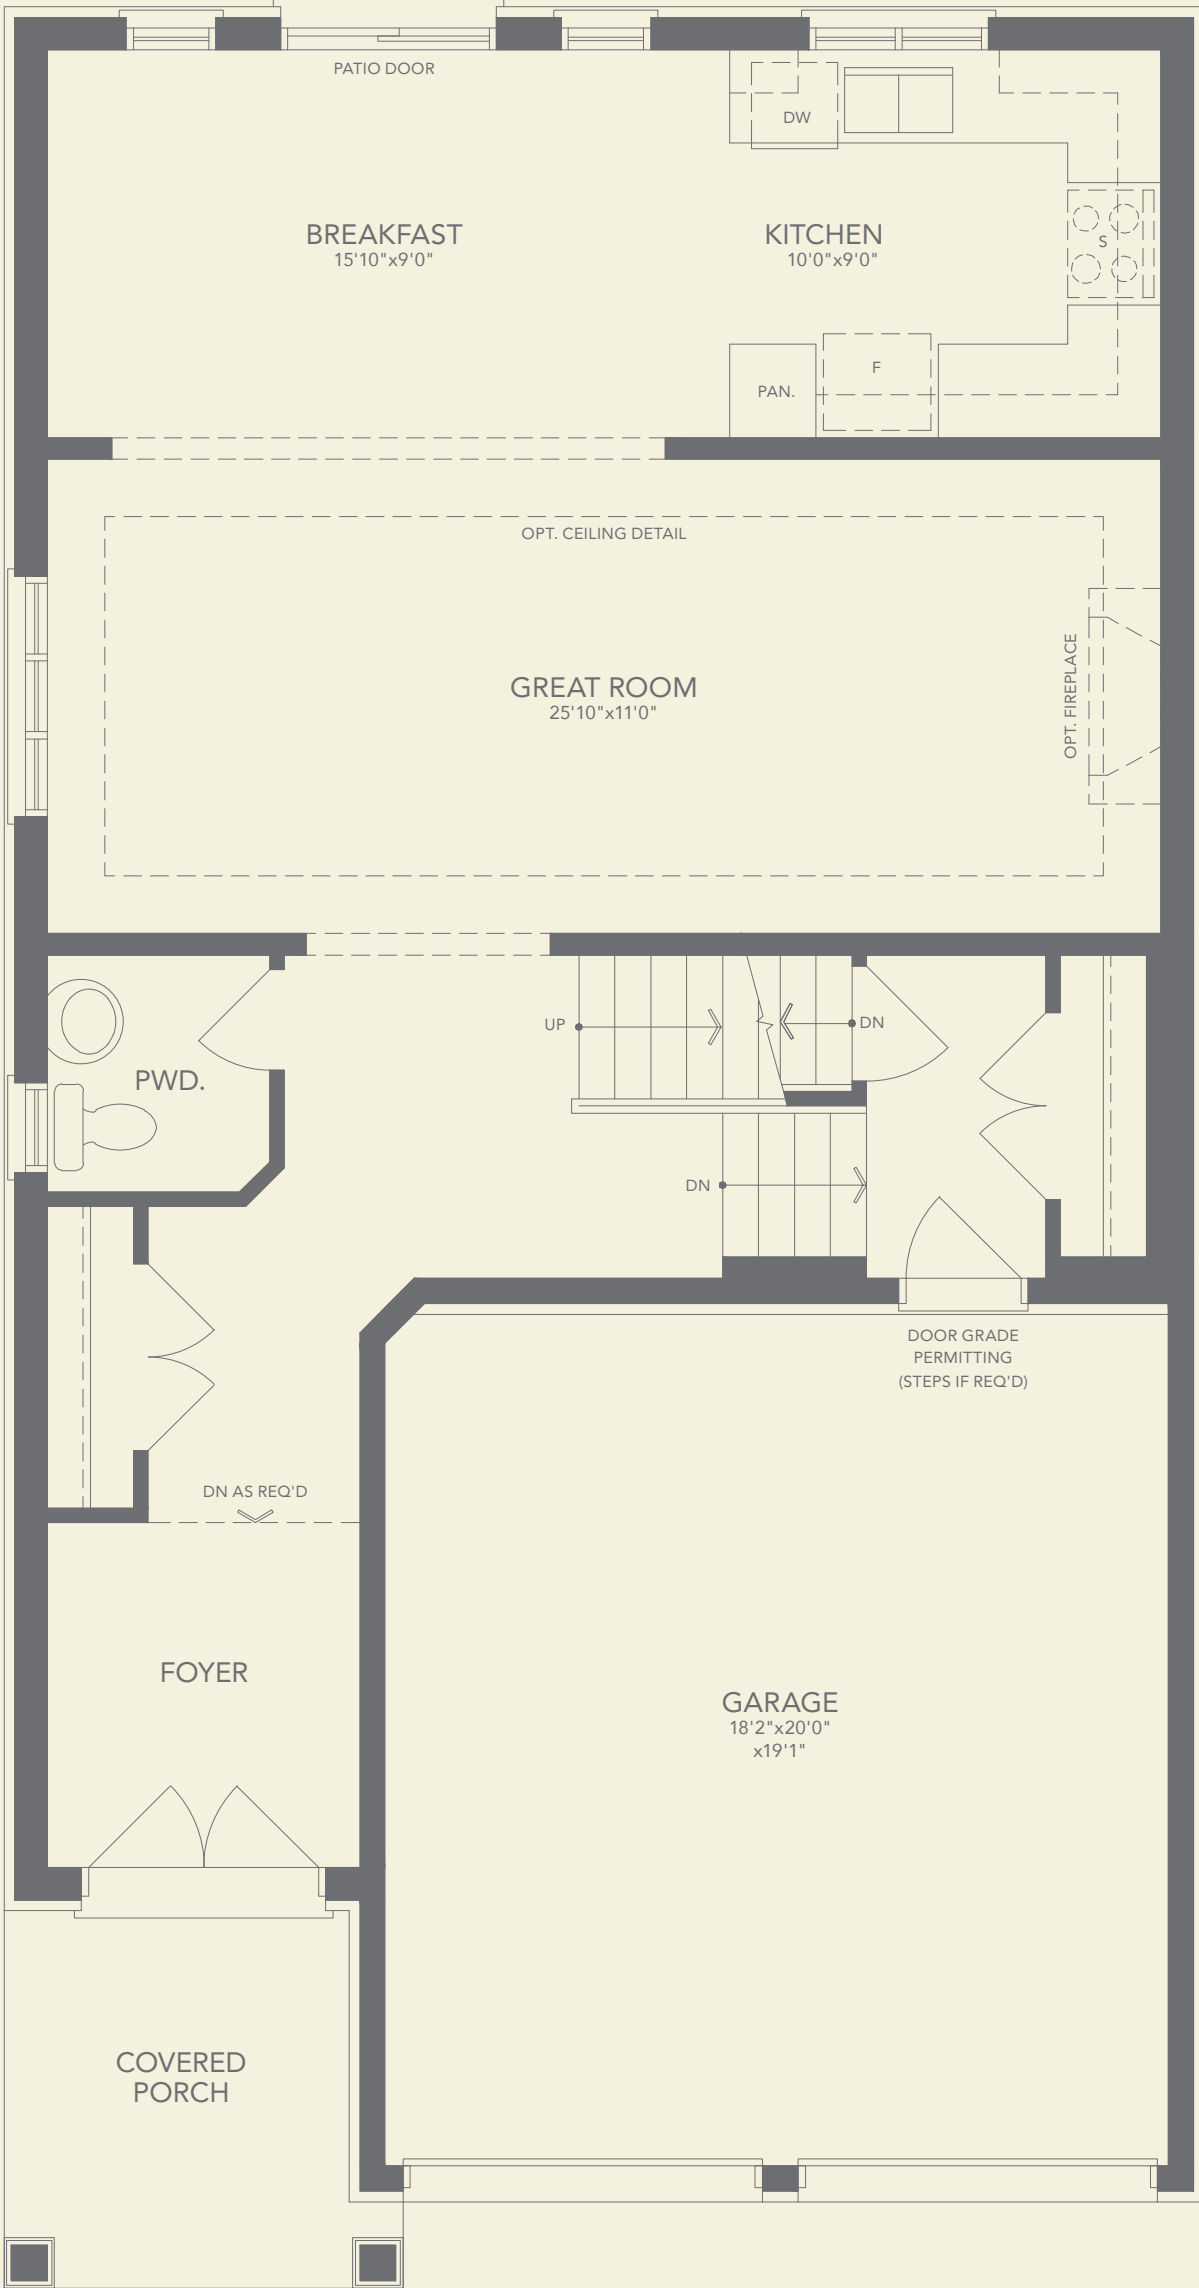 PATIO DOOR
DW
BREAKFAST
15'10"x9'0"
KITCHEN
10'0"x9'0"
S
F
PAN.
OPT. CEILING DETAIL
GREAT ROOM
25'10"x11'0"
OPT. FIREPLACE
UP
DN
PWD.
DN
DOOR GRADE
PERMITTING
(STEPS IF REQ'D)
DN AS REQ'D
FOYER
GARAGE
18'2"x20'0"
x19'1"
COVERED
PORCH